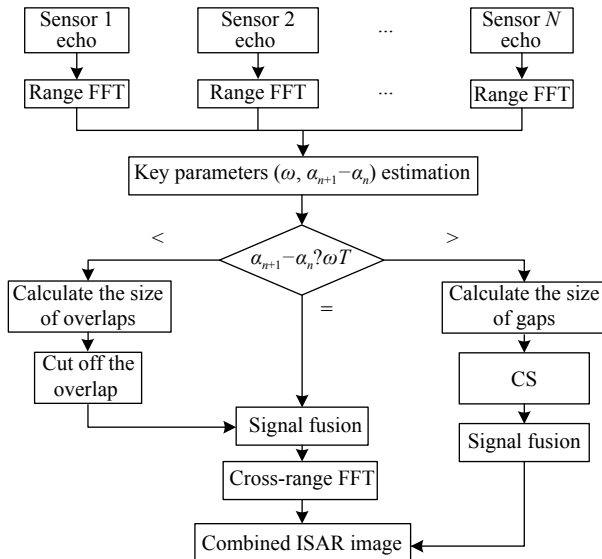 Sensor 1 echo
Sensor 2 echo
...
Sensor N echo
Range FFT
Range FFT
...
Range FFT
Key parameters (ω, αn+1−αn) estimation
<
αn+1−αn?ωT
>
=
Calculate the size
of overlaps
Calculate the size
of gaps
Cut off the
overlap
CS
Signal fusion
Signal fusion
Cross-range FFT
Combined ISAR image